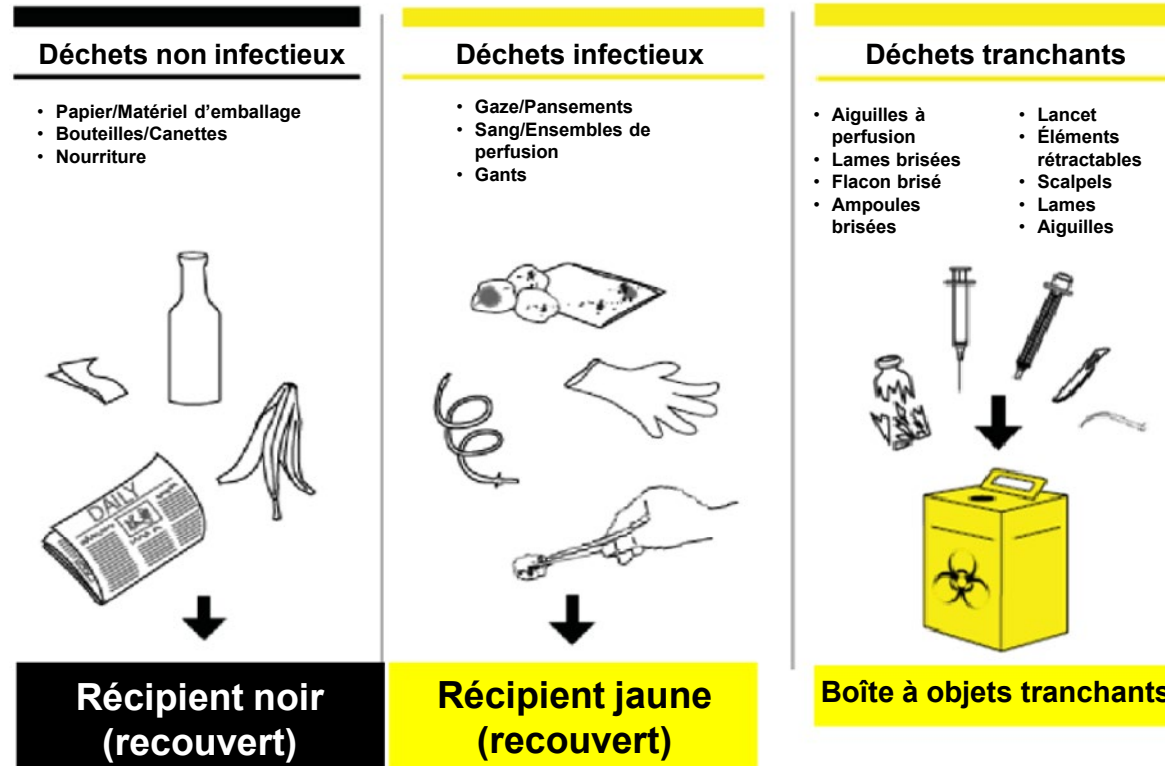 Déchets non infectieux
• Papier/Matériel d’emballage
• Bouteilles/Canettes
• Nourriture
DAILY
Récipient noir
(recouvert)
Déchets infectieux
• Gaze/Pansements
• Sang/Ensembles de
perfusion
• Gants
Récipient jaune
(recouvert)
Déchets tranchants
• Aiguilles à
perfusion
• Lames brisées
• Flacon brisé
• Ampoules
brisées
• Lancet
• Éléments
rétractables
• Scalpels
• Lames
• Aiguilles
Boîte à objets tranchants